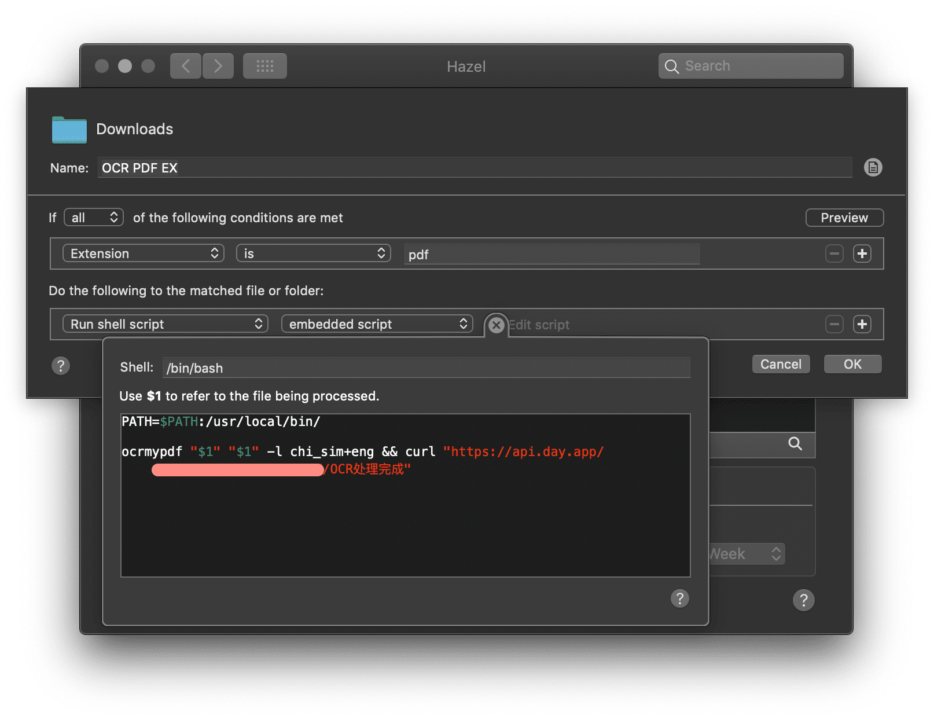 Hazel
Search
Downloads
Name: OCR PDF EX
If all of the following conditions are met
Preview
Extension is pdf
Do the following to the matched file or folder:
Run shell script embedded script Edit script
Cancel OK
Shell: /bin/bash
Use $1 to refer to the file being processed.
PATH=$PATH:/usr/local/bin/
ocrmypdf "$1" "$1" -l chi_sim+eng && curl "https://api.day.app/
/OCR处理完成"
Week